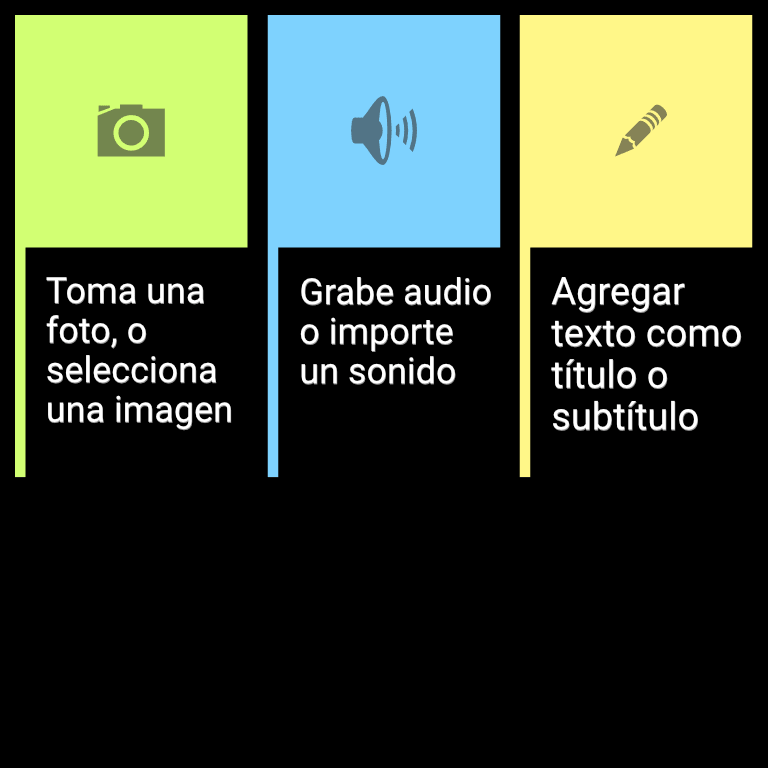 Toma una
foto, o
selecciona
una imagen
Grabe audio
o importe
un sonido
Agregar
texto como
título o
subtítulo